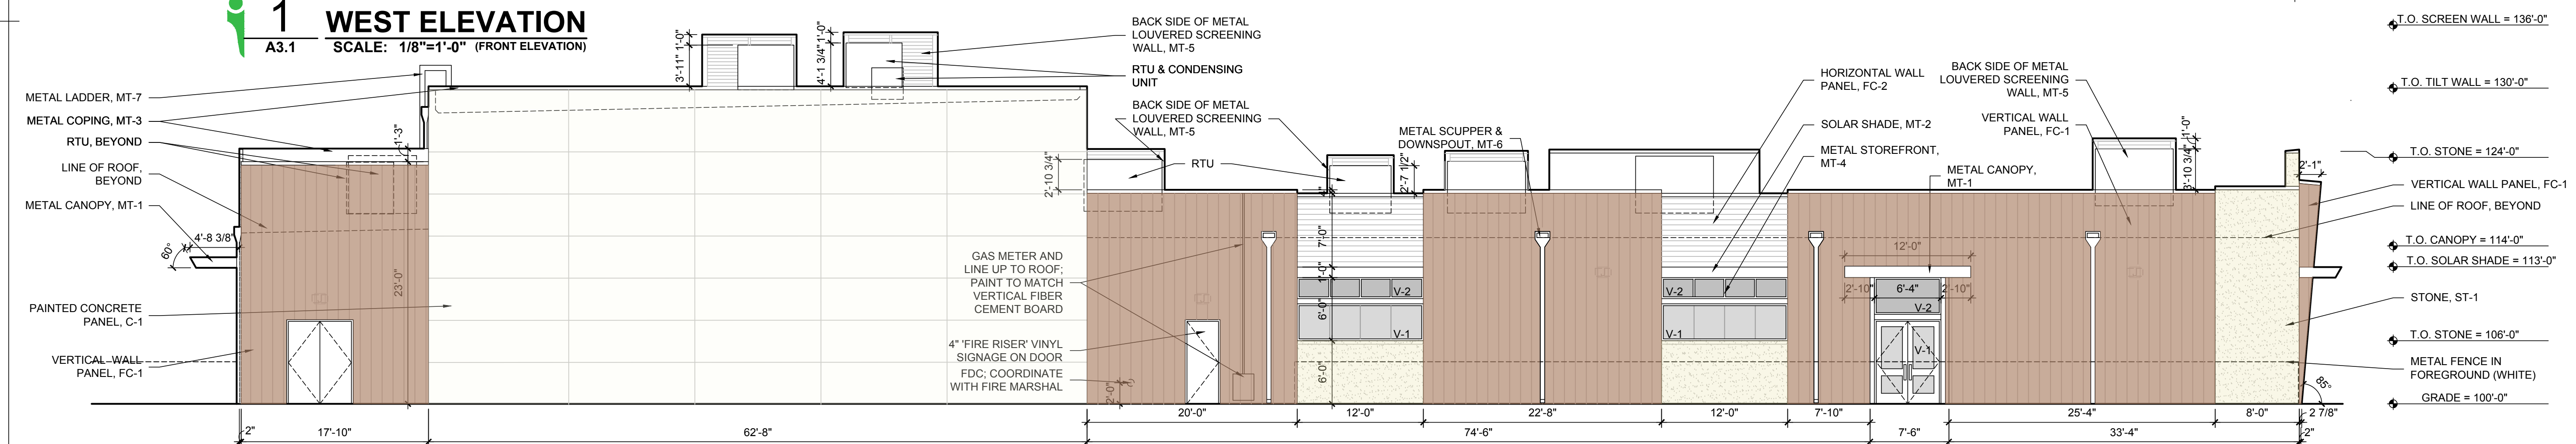 1
A3.1
WEST ELEVATION
SCALE: 1/8"=1'-0" (FRONT ELEVATION)
METAL LADDER, MT-7
METAL COPING, MT-3
RTU, BEYOND
LINE OF ROOF,
BEYOND
METAL CANOPY, MT-1
4'-8 3/8"
60°
PAINTED CONCRETE
PANEL, C-1
VERTICAL WALL
PANEL, FC-1
1'-3"
23'-0"
3'-11"
1'-0"
4'-1 3/4"
1'-0"
BACK SIDE OF METAL
LOUVERED SCREENING
WALL, MT-5
RTU & CONDENSING
UNIT
BACK SIDE OF METAL
LOUVERED SCREENING
WALL, MT-5
RTU
2'-10 3/4"
GAS METER AND
LINE UP TO ROOF;
PAINT TO MATCH
VERTICAL FIBER
CEMENT BOARD
4" 'FIRE RISER' VINYL
SIGNAGE ON DOOR
FDC; COORDINATE
WITH FIRE MARSHAL
2'-0"
METAL SCUPPER &
DOWNSPOUT, MT-6
2'-7 1/2"
4"
7'-0"
1'-0"
6'-0"
6'-0"
V-2
V-1
V-2
V-1
HORIZONTAL WALL
PANEL, FC-2
SOLAR SHADE, MT-2
METAL STOREFRONT,
MT-4
BACK SIDE OF METAL
LOUVERED SCREENING
WALL, MT-5
VERTICAL WALL
PANEL, FC-1
METAL CANOPY,
MT-1
12'-0"
2'-10"
6'-4"
2'-10"
V-2
V-1
1'-0"
3'-10 3/4"
2'-1"
VERTICAL WALL PANEL, FC-1
LINE OF ROOF, BEYOND
STONE, ST-1
METAL FENCE IN
FOREGROUND (WHITE)
85°
T.O. SCREEN WALL = 136'-0"
T.O. TILT WALL = 130'-0"
T.O. STONE = 124'-0"
T.O. CANOPY = 114'-0"
T.O. SOLAR SHADE = 113'-0"
T.O. STONE = 106'-0"
GRADE = 100'-0"
20'-0"
12'-0"
22'-8"
12'-0"
7'-10"
25'-4"
8'-0"
2 7/8"
2"
17'-10"
62'-8"
74'-6"
7'-6"
33'-4"
2"